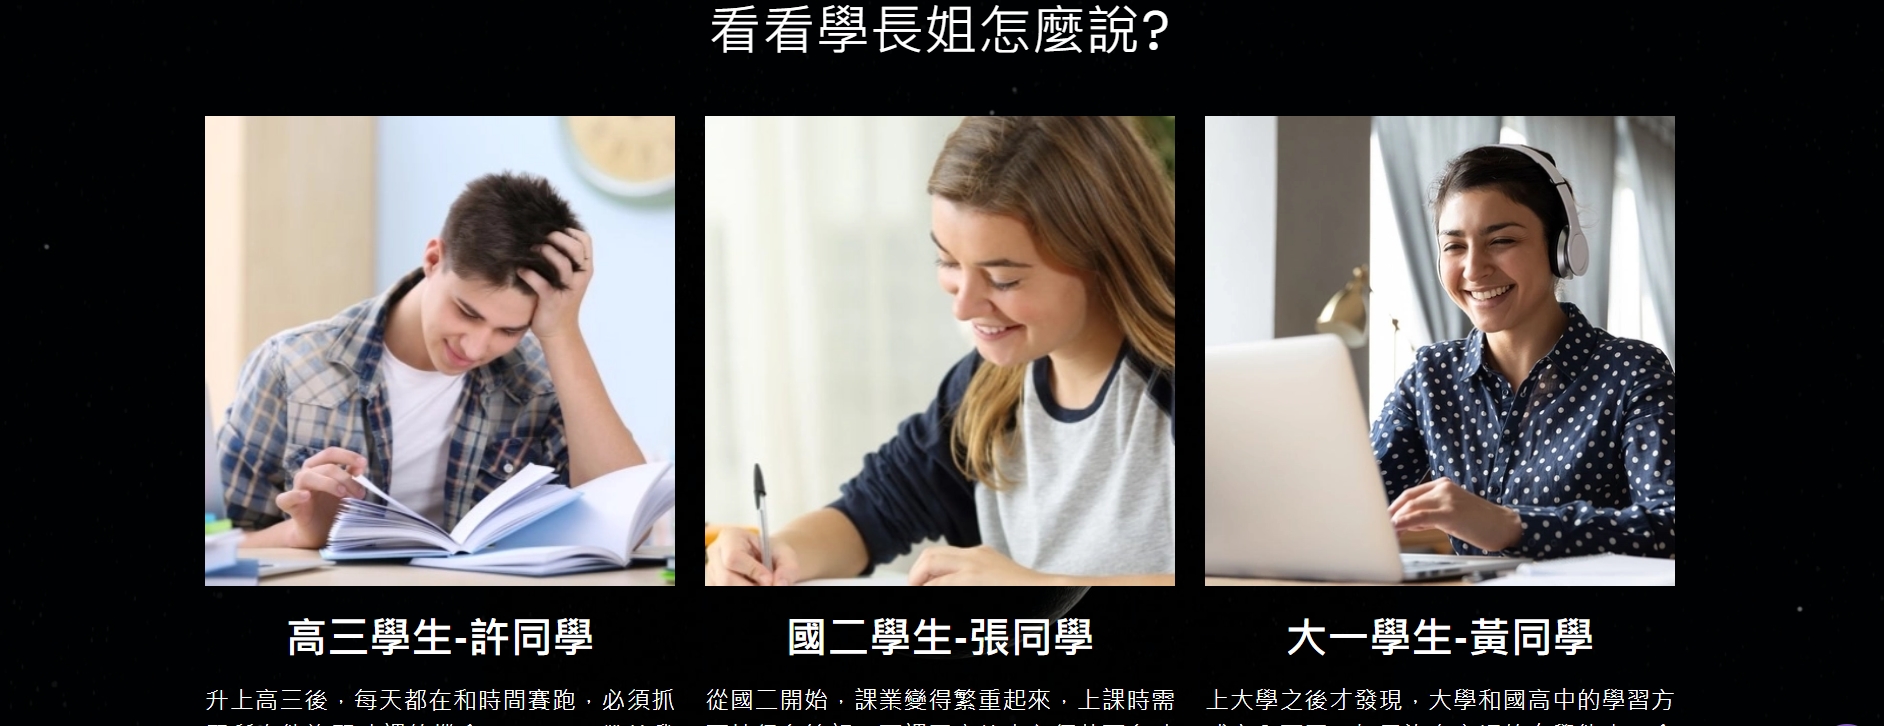 看看學長姐怎麼說?
高三學生-許同學
升上高三後，每天都在和時間賽跑，必須抓
國二學生-張同學
從國二開始，課業變得繁重起來，上課時需
大一學生-黃同學
上大學之後才發現，大學和國高中的學習方